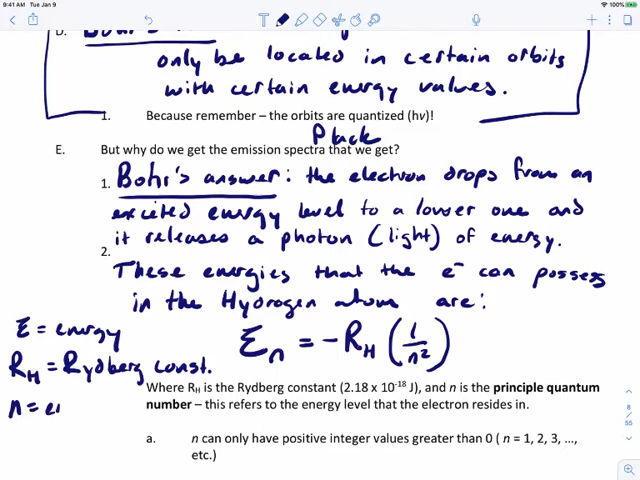 9:41 AM Tue Jan 9
100%
D. Bohr's
only be located in certain orbits
with certain energy values.
1. Because remember – the orbits are quantized (hv)!
Plack
E. But why do we get the emission spectra that we get?
1. Bohr's answer: the electron drops from an
excited energy level to a lower one and
it releases a photon (light) of energy.
2.
These energies that the e⁻ can possess
in the Hydrogen atom are:
E = energy
Eₙ = -R_H (1/n²)
R_H = Rydberg const.
Where R_H is the Rydberg constant (2.18 x 10⁻¹⁸ J), and n is the principle quantum
n =
number – this refers to the energy level that the electron resides in.
8
55
a. n can only have positive integer values greater than 0 ( n = 1, 2, 3, …,
etc.)